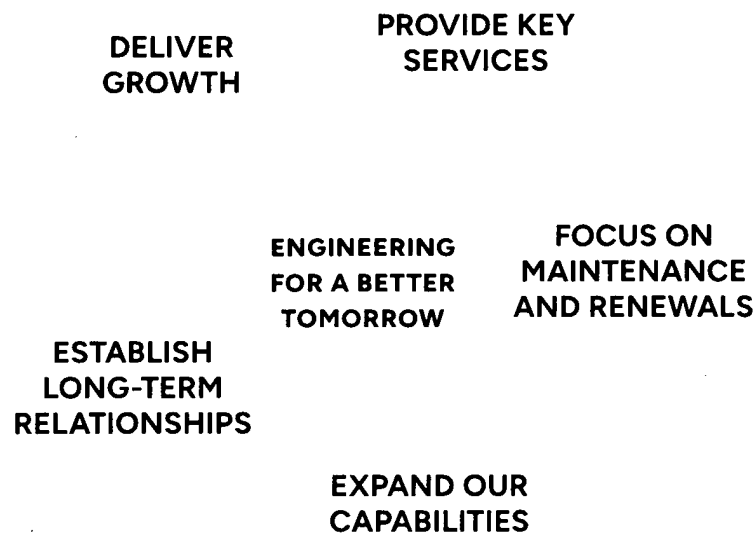 DELIVER
GROWTH
PROVIDE KEY
SERVICES
ENGINEERING
FOR A BETTER
TOMORROW
FOCUS ON
MAINTENANCE
AND RENEWALS
ESTABLISH
LONG-TERM
RELATIONSHIPS
EXPAND OUR
CAPABILITIES